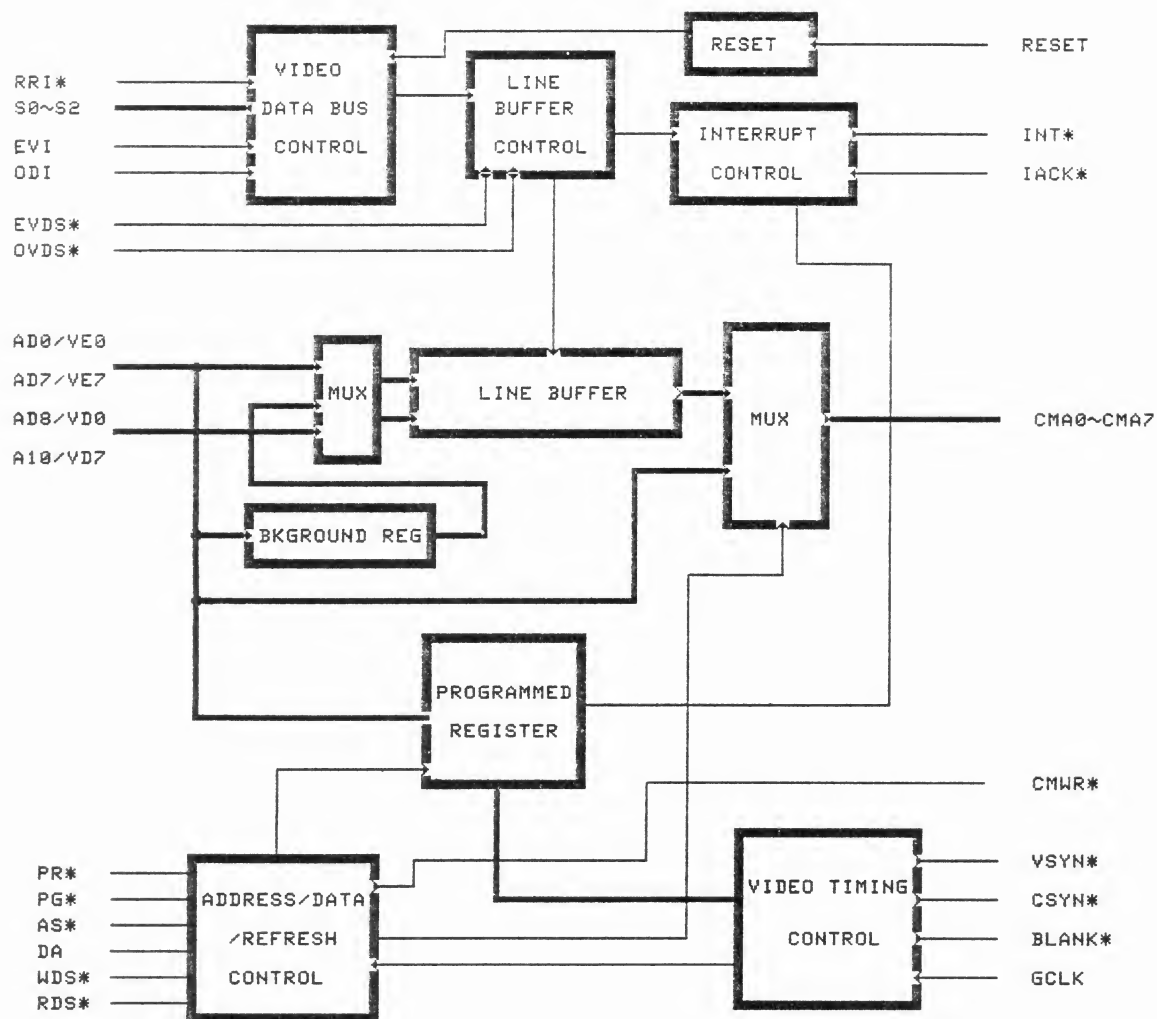 RESET
RESET
VIDEO
DATA BUS
CONTROL
LINE
BUFFER
CONTROL
INTERRUPT
CONTROL
RRI*
S0~S2
EVI
ODI
EVDS*
OVDS*
INT*
IACK*
AD0/VE0
AD7/VE7
AD8/VD0
A10/VD7
MUX
LINE BUFFER
MUX
CMA0~CMA7
BKGROUND REG
PROGRAMMED
REGISTER
CMWR*
PR*
PG*
AS*
DA
WDS*
RDS*
ADDRESS/DATA
/REFRESH
CONTROL
VIDEO TIMING
CONTROL
VSYN*
CSYN*
BLANK*
GCLK